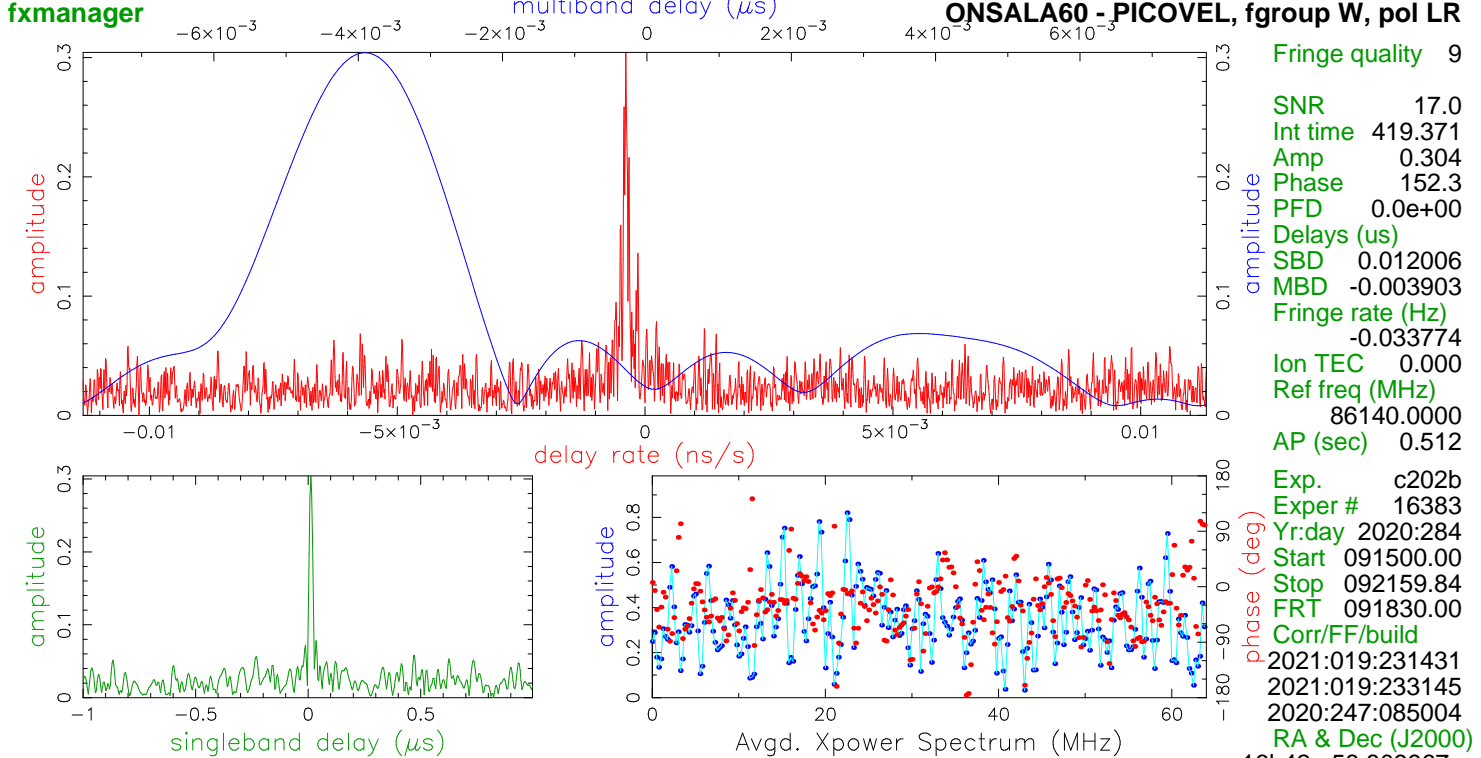 fxmanager
multiband delay (μs)
ONSALA60 - PICOVEL, fgroup W, pol LR
−6×10⁻³ −4×10⁻³ −2×10⁻³ 0 2×10⁻³ 4×10⁻³ 6×10⁻³
0.3 0.2 0.1 0
amplitude
0.3 0.2 0.1 0
amplitude
−0.01 −5×10⁻³ 0 5×10⁻³ 0.01
delay rate (ns/s)
0.3 0.2 0.1 0
amplitude
−1 −0.5 0 0.5
singleband delay (μs)
0.8 0.6 0.4 0.2 0
amplitude
180 90 0 −90 −180
phase (deg)
0 20 40 60
Avgd. Xpower Spectrum (MHz)
Fringe quality 9
SNR 17.0
Int time 419.371
Amp 0.304
Phase 152.3
PFD 0.0e+00
Delays (us)
SBD 0.012006
MBD -0.003903
Fringe rate (Hz)
-0.033774
Ion TEC 0.000
Ref freq (MHz)
86140.0000
AP (sec) 0.512
Exp. c202b
Exper # 16383
Yr:day 2020:284
Start 091500.00
Stop 092159.84
FRT 091830.00
Corr/FF/build
2021:019:231431
2021:019:233145
2020:247:085004
RA & Dec (J2000)